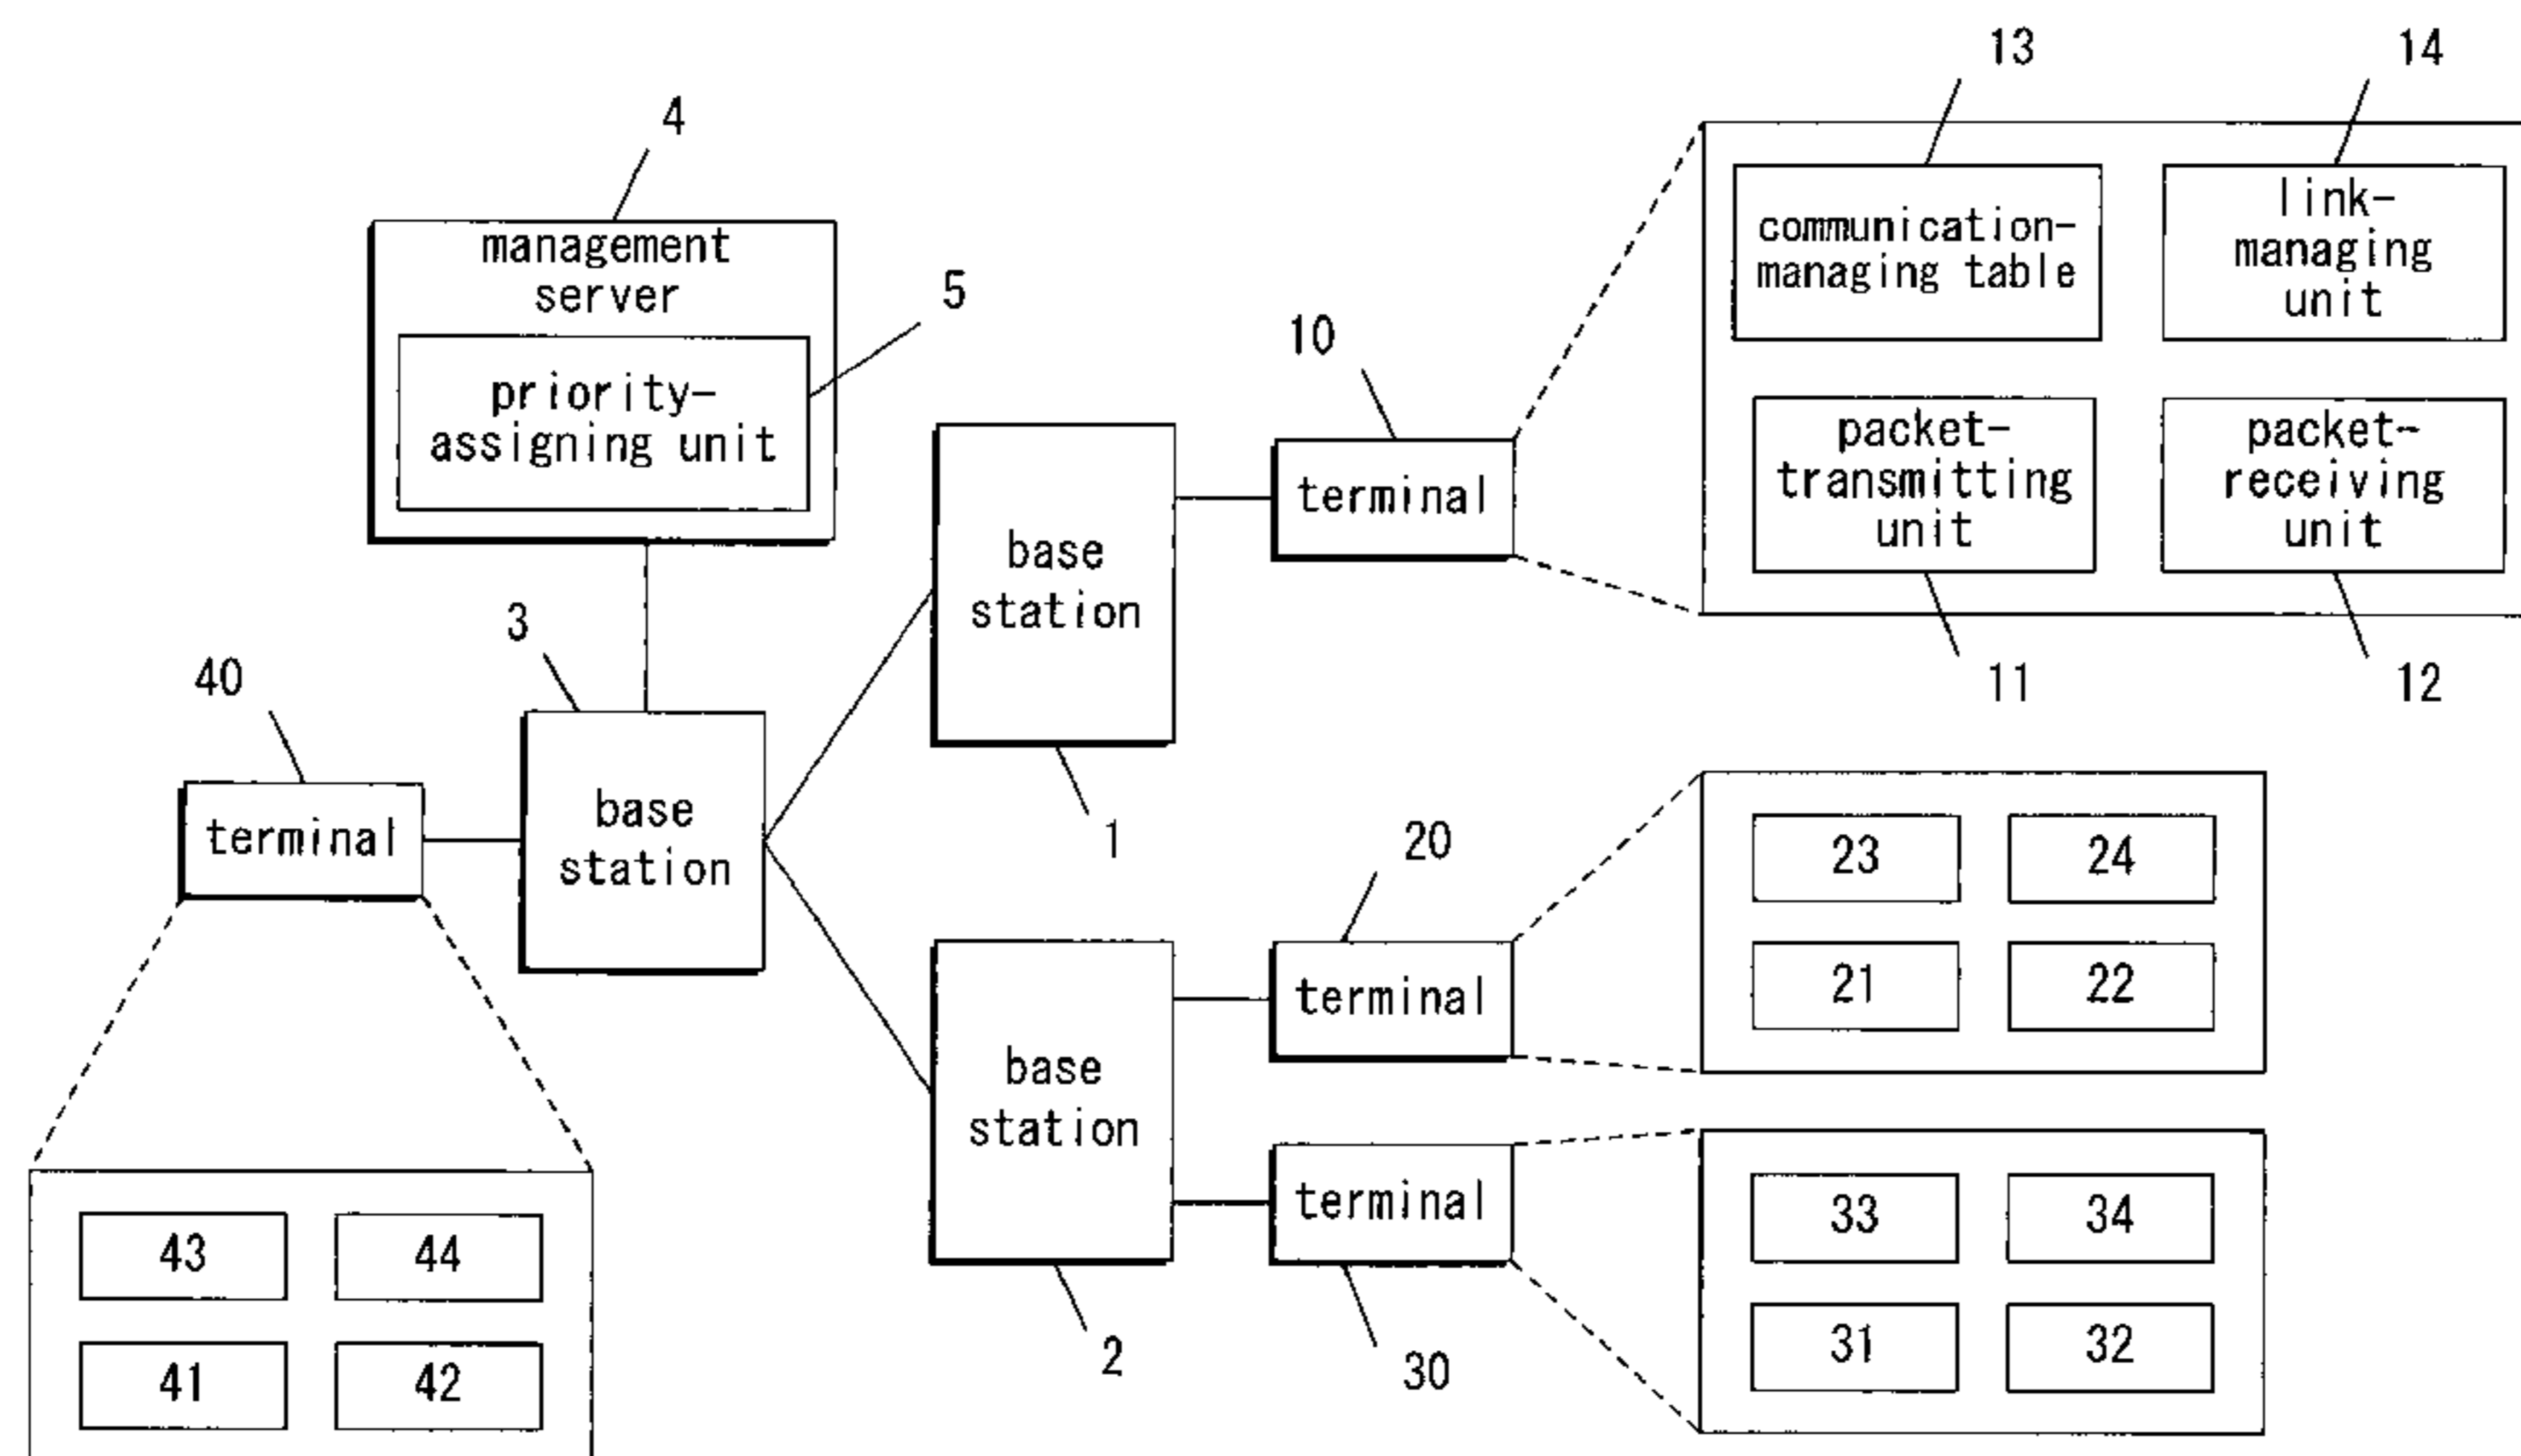 13
14
4
management
server
5
priority-
assigning unit
communication-
managing table
link-
managing
unit
10
packet-
transmitting
unit
packet-
receiving
unit
terminal
base
station
11
12
3
40
terminal
base
station
1
20
23
24
21
22
terminal
base
station
terminal
33
34
31
32
2
30
43
44
41
42